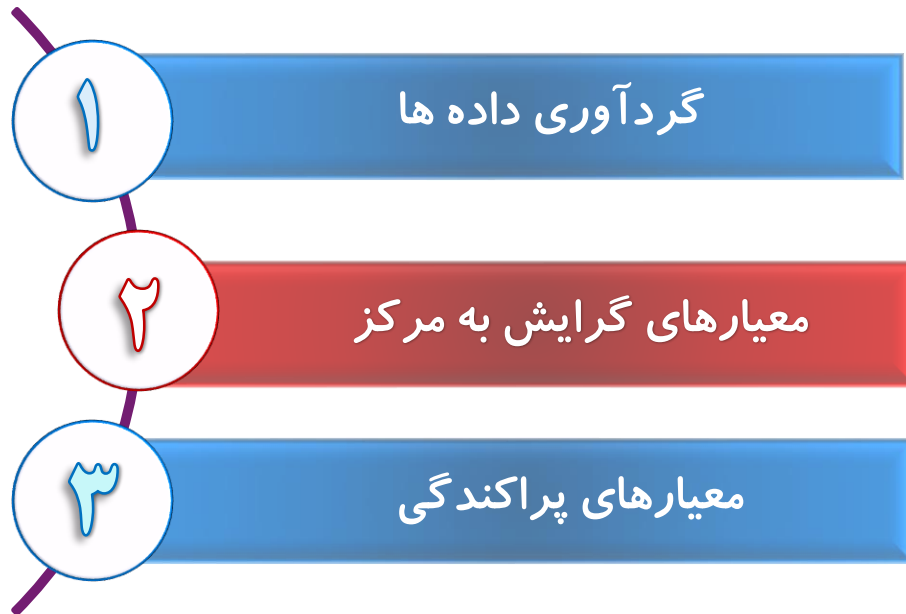 ۱
گردآوری داده ها
۲
معیارهای گرایش به مرکز
۳
معیارهای پراکندگی